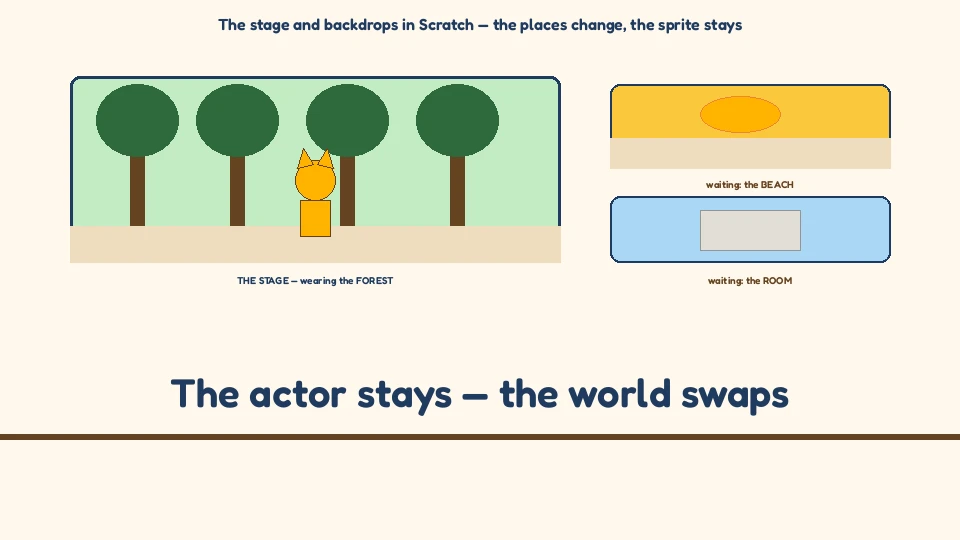 The stage and backdrops in Scratch — the places change, the sprite stays
waiting: the BEACH
THE STAGE — wearing the FOREST
waiting: the ROOM
The actor stays — the world swaps